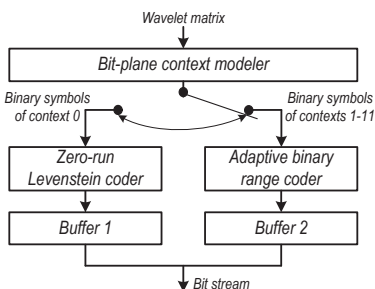 Wavelet matrix
Bit-plane context modeler
Binary symbols
of context 0
Binary symbols
of contexts 1-11
Zero-run
Levenstein coder
Adaptive binary
range coder
Buffer 1
Buffer 2
Bit stream